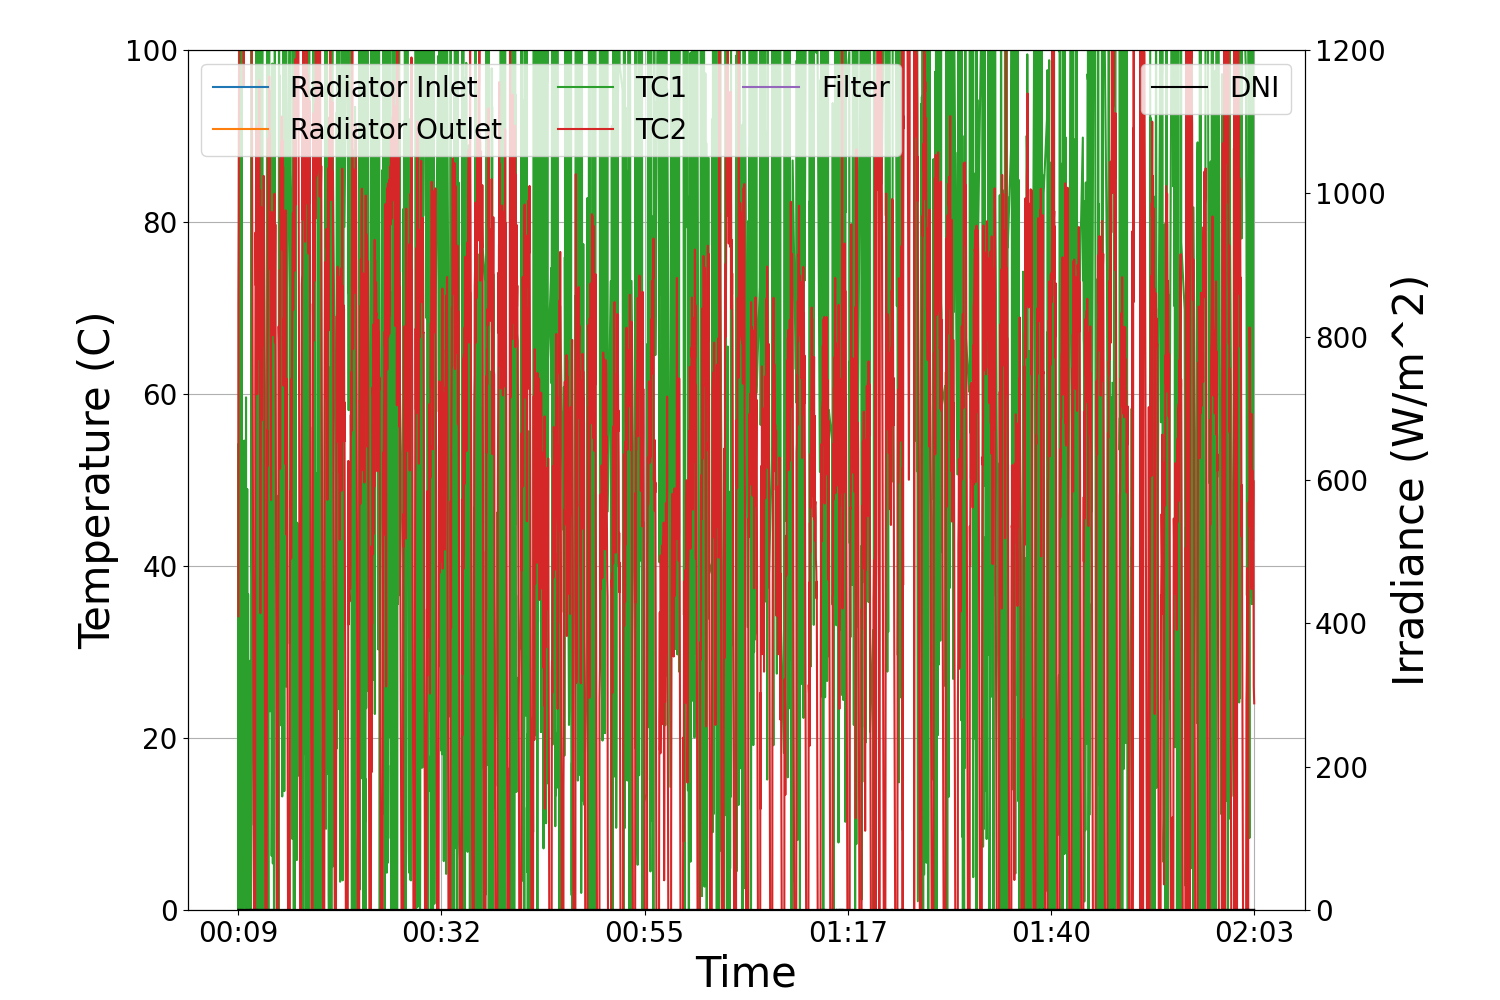 100
80
60
40
20
0
Temperature (C)
Radiator Inlet
Radiator Outlet
TC1
TC2
Filter
DNI
1200
1000
800
600
400
200
0
Irradiance (W/m^2)
00:09 00:32 00:55 01:17 01:40 02:03
Time